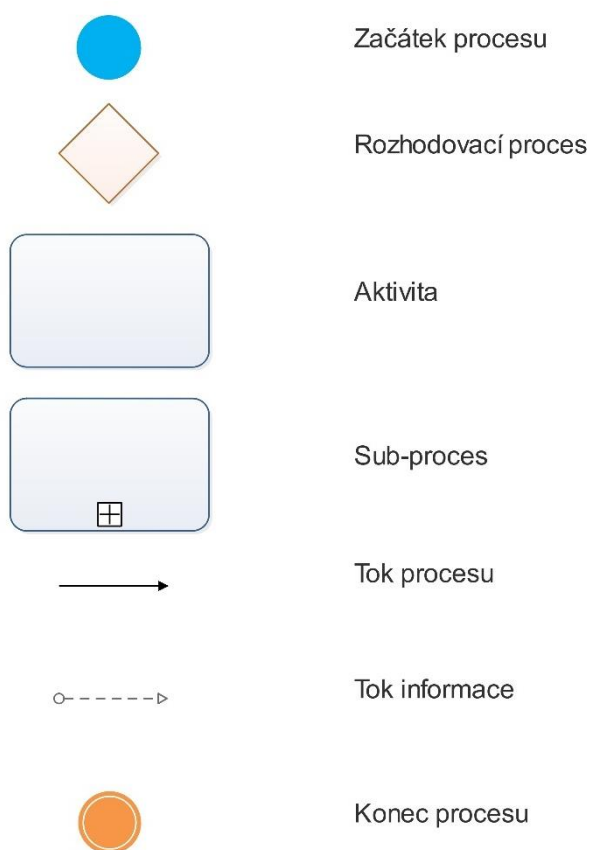 Začátek procesu
Rozhodovací proces
Aktivita
Sub-proces
Tok procesu
Tok informace
Konec procesu